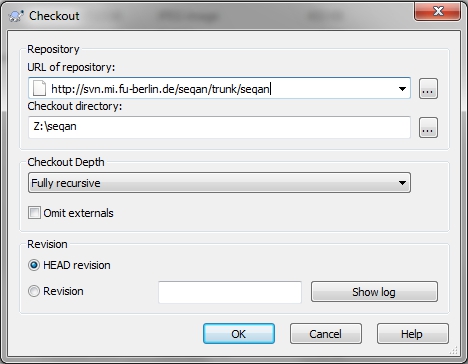 Checkout
Repository
URL of repository:
http://svn.mi.fu-berlin.de/seqan/trunk/seqan
...
Checkout directory:
Z:\seqan
...
Checkout Depth
Fully recursive
Omit externals
Revision
HEAD revision
Revision
Show log
OK
Cancel
Help